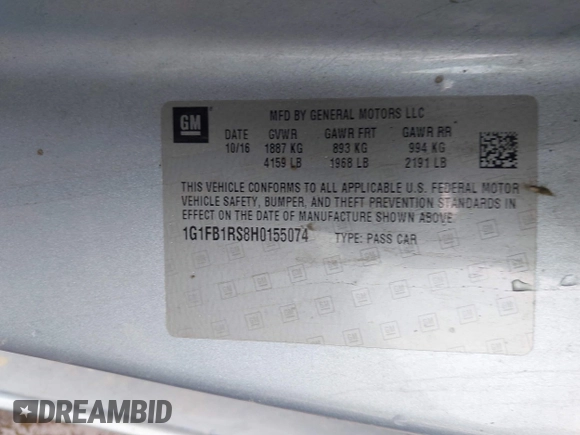 GM
MFD BY GENERAL MOTORS LLC
DATE GVWR GAWR FRT GAWR RR
10/16 1887 KG 893 KG 994 KG
4159 LB 1968 LB 2191 LB
THIS VEHICLE CONFORMS TO ALL APPLICABLE U.S. FEDERAL MOTOR
VEHICLE SAFETY, BUMPER, AND THEFT PREVENTION STANDARDS IN
EFFECT ON THE DATE OF MANUFACTURE SHOWN ABOVE.
1G1FB1RS8H0155074 TYPE: PASS CAR
DREAMBID